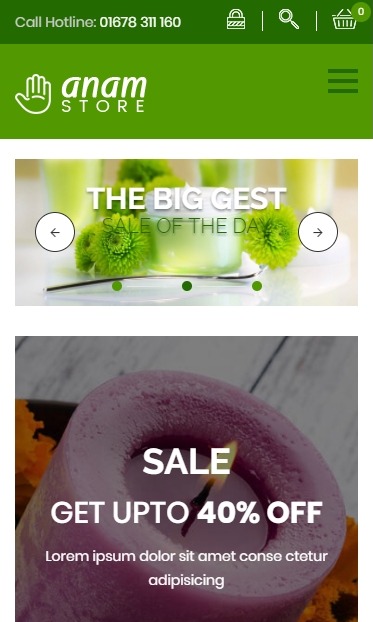 Call Hotline: 01678 311 160
0
anam
STORE
THE BIG GEST
SALE OF THE DAY
SALE
GET UPTO 40% OFF
Lorem ipsum dolor sit amet conse ctetur
adipisicing